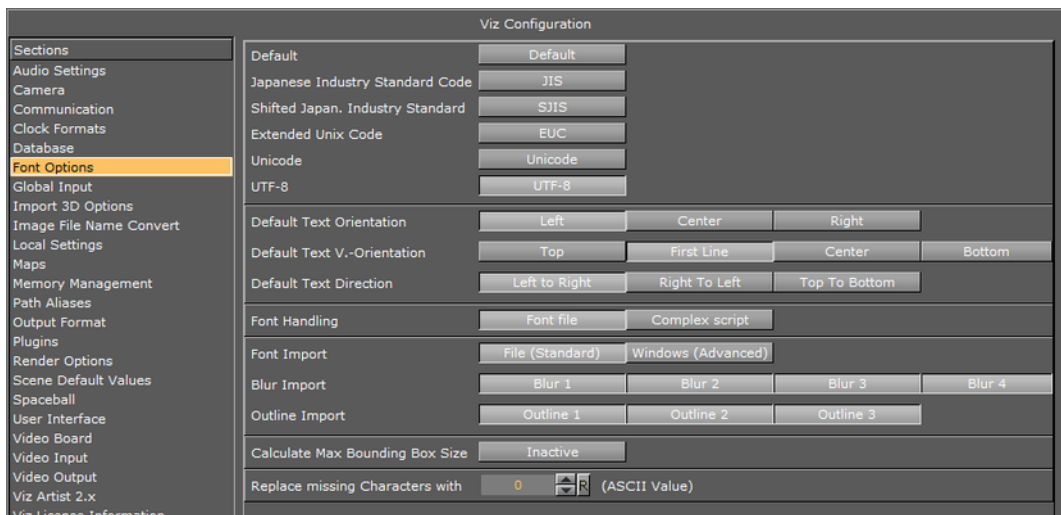 Viz Configuration
Sections
Audio Settings
Camera
Communication
Clock Formats
Database
Font Options
Global Input
Import 3D Options
Image File Name Convert
Local Settings
Maps
Memory Management
Path Aliases
Output Format
Plugins
Render Options
Scene Default Values
Spaceball
User Interface
Video Board
Video Input
Video Output
Viz Artist 2.x
Viz License Information
Default Default
Japanese Industry Standard Code JIS
Shifted Japan. Industry Standard SJIS
Extended Unix Code EUC
Unicode Unicode
UTF-8 UTF-8
Default Text Orientation Left Center Right
Default Text V.-Orientation Top First Line Center Bottom
Default Text Direction Left to Right Right To Left Top To Bottom
Font Handling Font file Complex script
Font Import File (Standard) Windows (Advanced)
Blur Import Blur 1 Blur 2 Blur 3 Blur 4
Outline Import Outline 1 Outline 2 Outline 3
Calculate Max Bounding Box Size Inactive
Replace missing Characters with 0 R (ASCII Value)